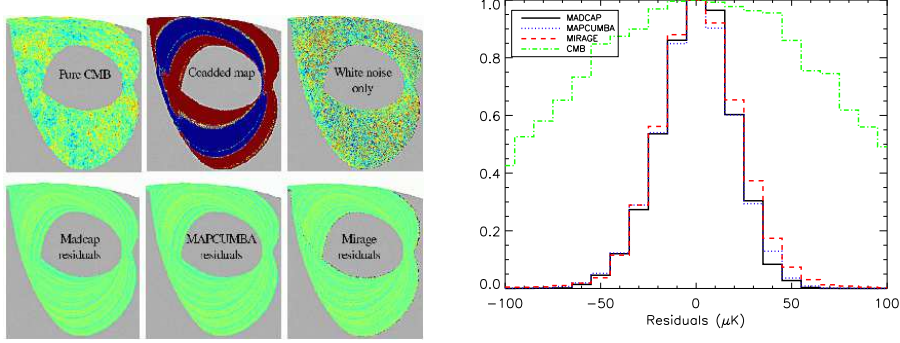 Pure CMB
Coadded map
White noise
only
Madcap
residuals
MAPCUMBA
residuals
Mirage
residuals
MADCAP
MAPCUMBA
MIRAGE
CMB
1.0
0.8
0.6
0.4
0.2
0.0
-100
-50
0
50
100
Residuals (μK)